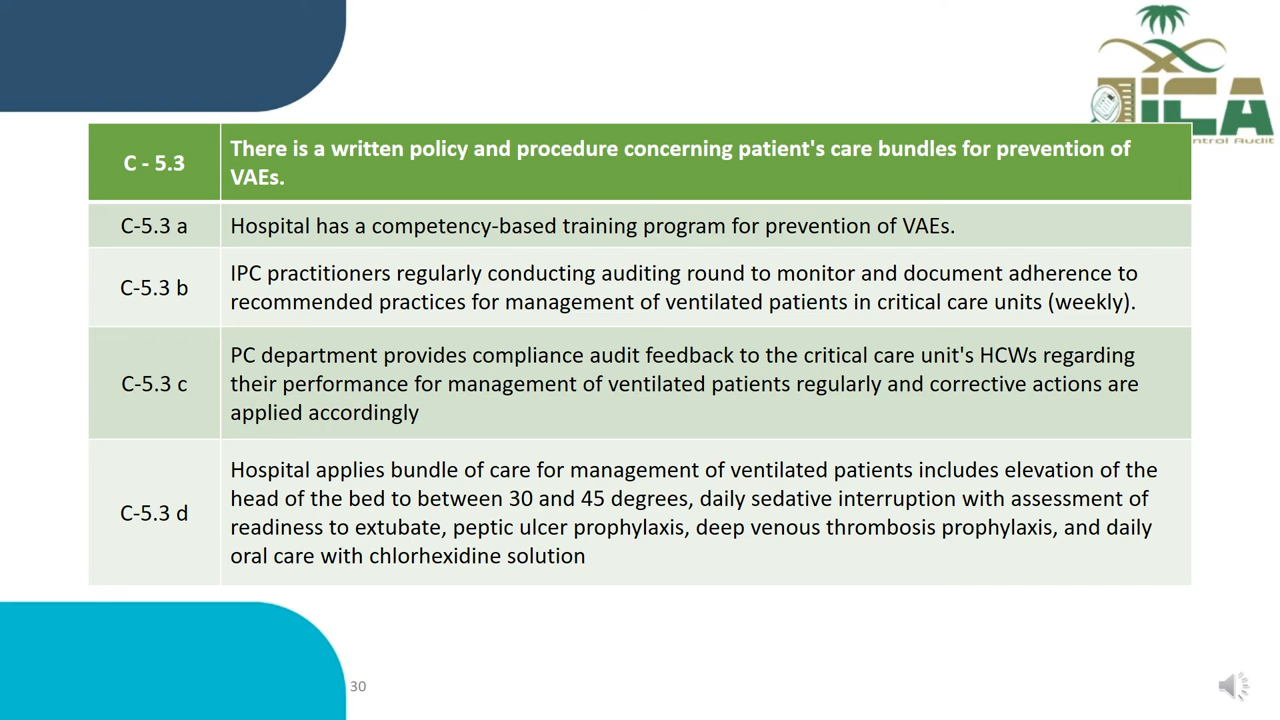 ICA
ntrol Audit
C - 5.3
There is a written policy and procedure concerning patient's care bundles for prevention of
VAEs.
C-5.3 a
Hospital has a competency-based training program for prevention of VAEs.
C-5.3 b
IPC practitioners regularly conducting auditing round to monitor and document adherence to
recommended practices for management of ventilated patients in critical care units (weekly).
C-5.3 c
PC department provides compliance audit feedback to the critical care unit's HCWs regarding
their performance for management of ventilated patients regularly and corrective actions are
applied accordingly
C-5.3 d
Hospital applies bundle of care for management of ventilated patients includes elevation of the
head of the bed to between 30 and 45 degrees, daily sedative interruption with assessment of
readiness to extubate, peptic ulcer prophylaxis, deep venous thrombosis prophylaxis, and daily
oral care with chlorhexidine solution
30